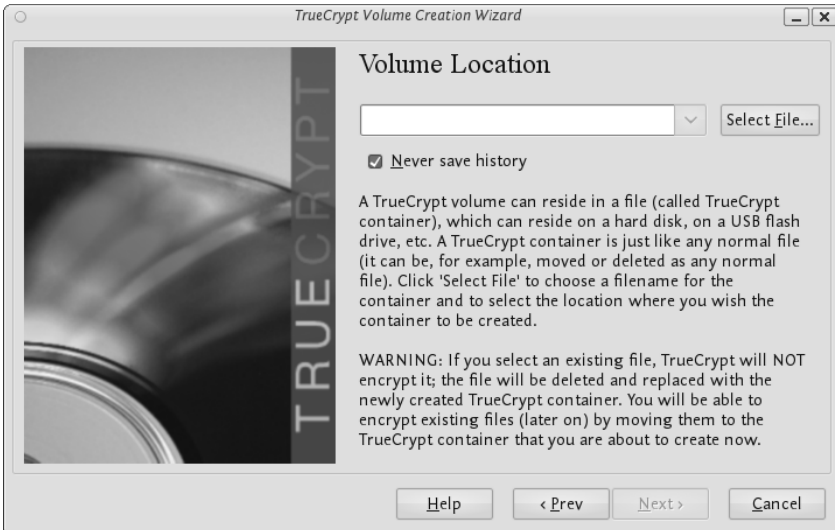 TrueCrypt Volume Creation Wizard
TRUECRYPT
Volume Location
Select File...
Never save history
A TrueCrypt volume can reside in a file (called TrueCrypt
container), which can reside on a hard disk, on a USB flash
drive, etc. A TrueCrypt container is just like any normal file
(it can be, for example, moved or deleted as any normal
file). Click 'Select File' to choose a filename for the
container and to select the location where you wish the
container to be created.
WARNING: If you select an existing file, TrueCrypt will NOT
encrypt it; the file will be deleted and replaced with the
newly created TrueCrypt container. You will be able to
encrypt existing files (later on) by moving them to the
TrueCrypt container that you are about to create now.
Help
< Prev
Next >
Cancel